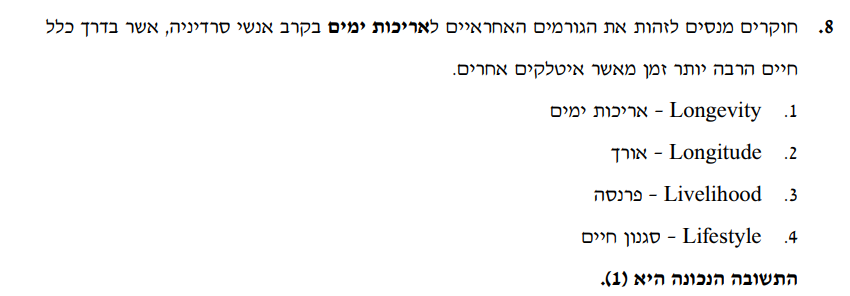 8. חוקרים מנסים לזהות את הגורמים האחראיים לאריכות ימים בקרב אנשי סרדיניה, אשר בדרך כלל
חיים הרבה יותר זמן מאשר איטלקים אחרים.
1. Longevity – אריכות ימים
2. Longitude – אורך
3. Livelihood – פרנסה
4. Lifestyle – סגנון חיים
התשובה הנכונה היא (1).